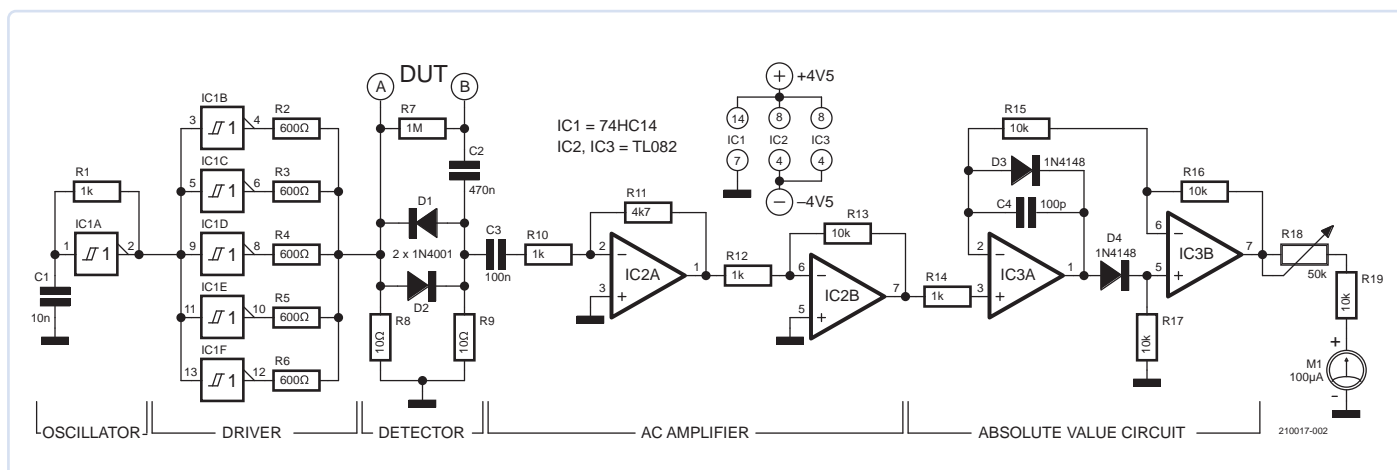 DUT
A
B
+
+4V5
IC1B
3
1
4
R2
600Ω
R7
1M
IC1 = 74HC14
IC2, IC3 = TL082
14
8
8
IC1
IC2
IC3
7
4
4
–
–4V5
R15
10k
D3
1N4148
C4
100p
R16
10k
C2
470n
R1
1k
IC1A
1
1
2
C1
10n
IC1C
5
1
6
R3
600Ω
IC1D
9
1
8
R4
600Ω
IC1E
11
1
10
R5
600Ω
IC1F
13
1
12
R6
600Ω
D1
2 x 1N4001
D2
R8
10Ω
R9
10Ω
C3
100n
R10
1k
R11
4k7
2
–
3
+
IC2A
1
R12
1k
R13
10k
6
–
5
+
IC2B
7
R14
1k
2
–
3
+
IC3A
1
D4
1N4148
R17
10k
6
–
5
+
IC3B
7
R18
50k
R19
10k
+
M1
100µA
-
OSCILLATOR
DRIVER
DETECTOR
AC AMPLIFIER
ABSOLUTE VALUE CIRCUIT
210017-002